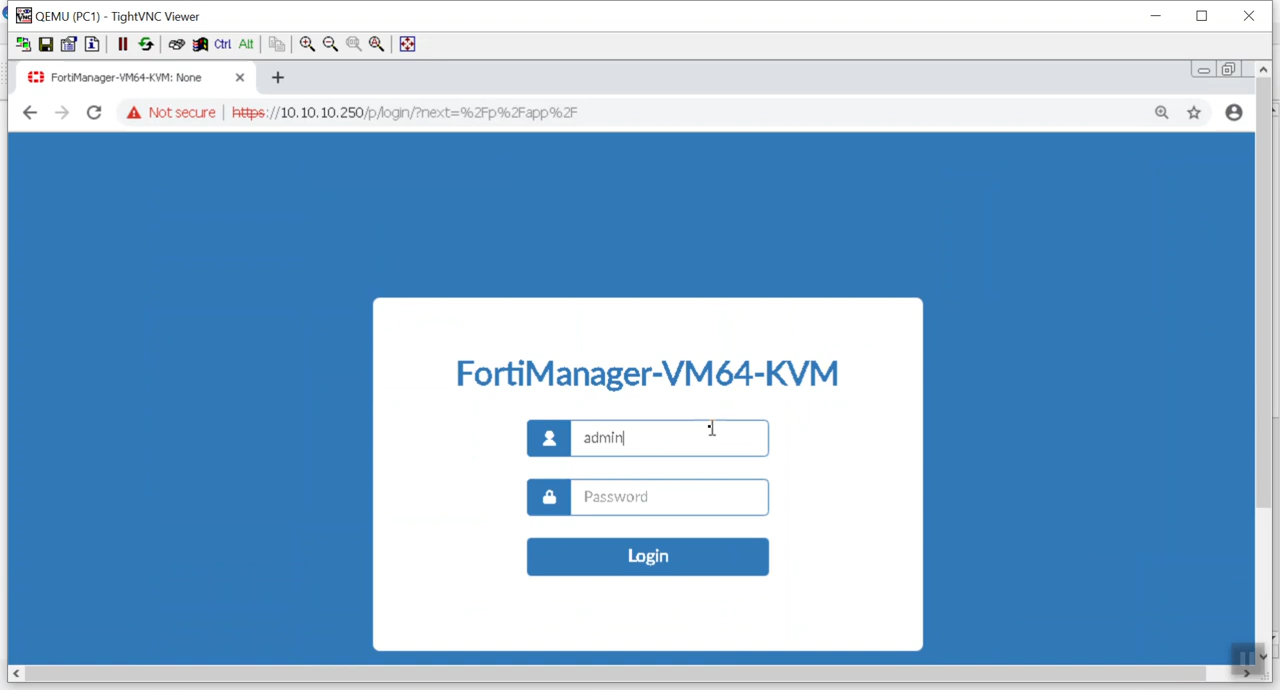 QEMU (PC1) - TightVNC Viewer
Ctrl Alt
FortiManager-VM64-KVM: None
Not secure | https://10.10.10.250/p/login/?next=%2Fp%2Fapp%2F
FortiManager-VM64-KVM
admin
Password
Login